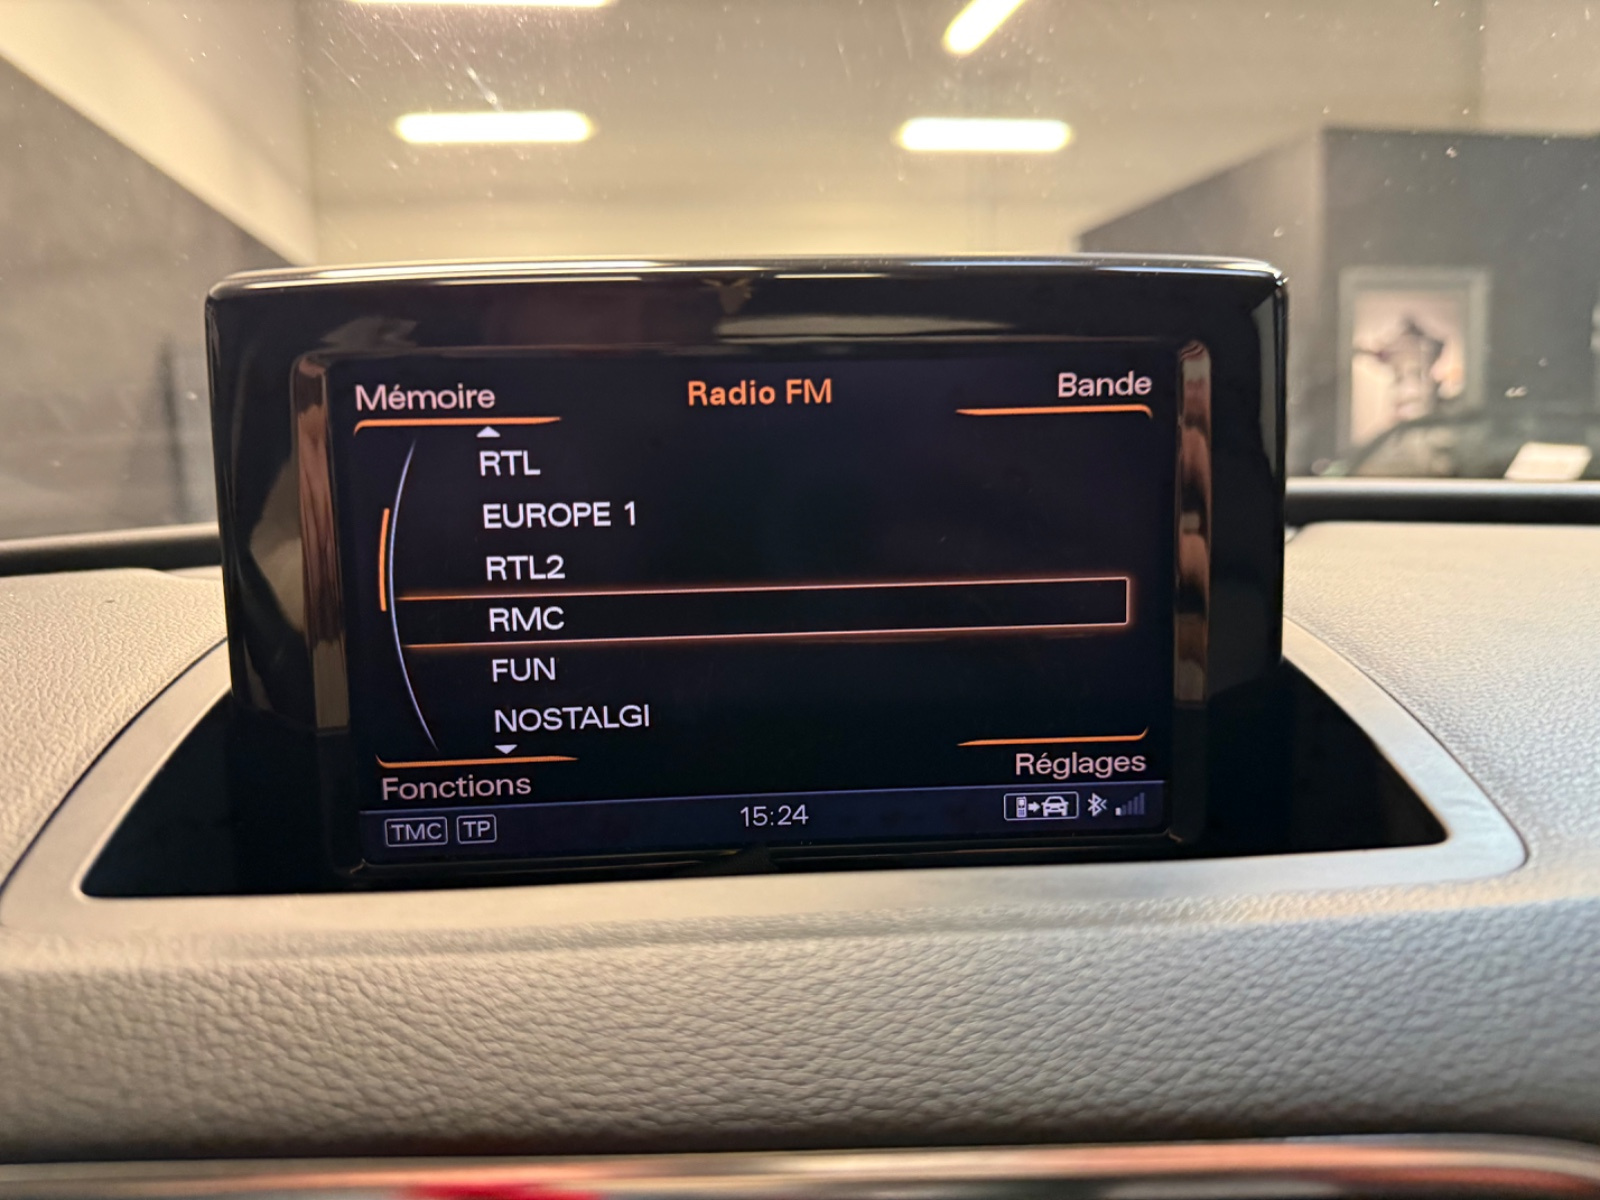 Mémoire
Radio FM
Bande
RTL
EUROPE 1
RTL2
RMC
FUN
NOSTALGI
Fonctions
Réglages
TMC TP
15:24